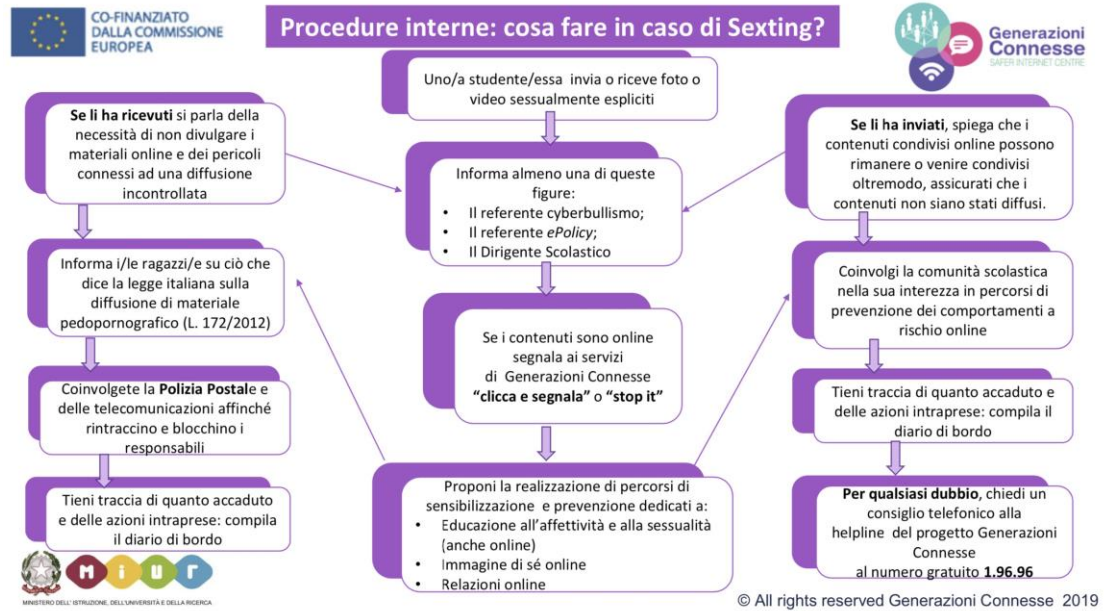 CO-FINANZIATO
DALLA COMMISSIONE
EUROPEA
Procedure interne: cosa fare in caso di Sexting?
Generazioni
Connesse
SAFER INTERNET CENTRE
Uno/a studente/essa invia o riceve foto o
video sessualmente espliciti
Se li ha ricevuti si parla della
necessità di non divulgare i
materiali online e dei pericoli
connessi ad una diffusione
incontrollata
Informa i/le ragazzi/e su ciò che
dice la legge italiana sulla
diffusione di materiale
pedopornografico (L. 172/2012)
Coinvolgete la Polizia Postale e
delle telecomunicazioni affinché
rintraccino e blocchino i
responsabili
Tieni traccia di quanto accaduto
e delle azioni intraprese: compila
il diario di bordo
Informa almeno una di queste
figure:
• Il referente cyberbullismo;
• Il referente ePolicy;
• Il Dirigente Scolastico
Se i contenuti sono online
segnala ai servizi
di Generazioni Connesse
“clicca e segnala” o “stop it”
Proponi la realizzazione di percorsi di
sensibilizzazione e prevenzione dedicati a:
• Educazione all’affettività e alla sessualità
(anche online)
• Immagine di sé online
• Relazioni online
Se li ha inviati, spiega che i
contenuti condivisi online possono
rimanere o venire condivisi
oltremodo, assicurati che i
contenuti non siano stati diffusi.
Coinvolgi la comunità scolastica
nella sua interezza in percorsi di
prevenzione dei comportamenti a
rischio online
Tieni traccia di quanto accaduto e
delle azioni intraprese: compila il
diario di bordo
Per qualsiasi dubbio, chiedi un
consiglio telefonico alla
helpline del progetto Generazioni
Connesse
al numero gratuito 1.96.96
miur
MINISTERO DELL' ISTRUZIONE, DELL'UNIVERSITÀ E DELLA RICERCA
© All rights reserved Generazioni Connesse 2019